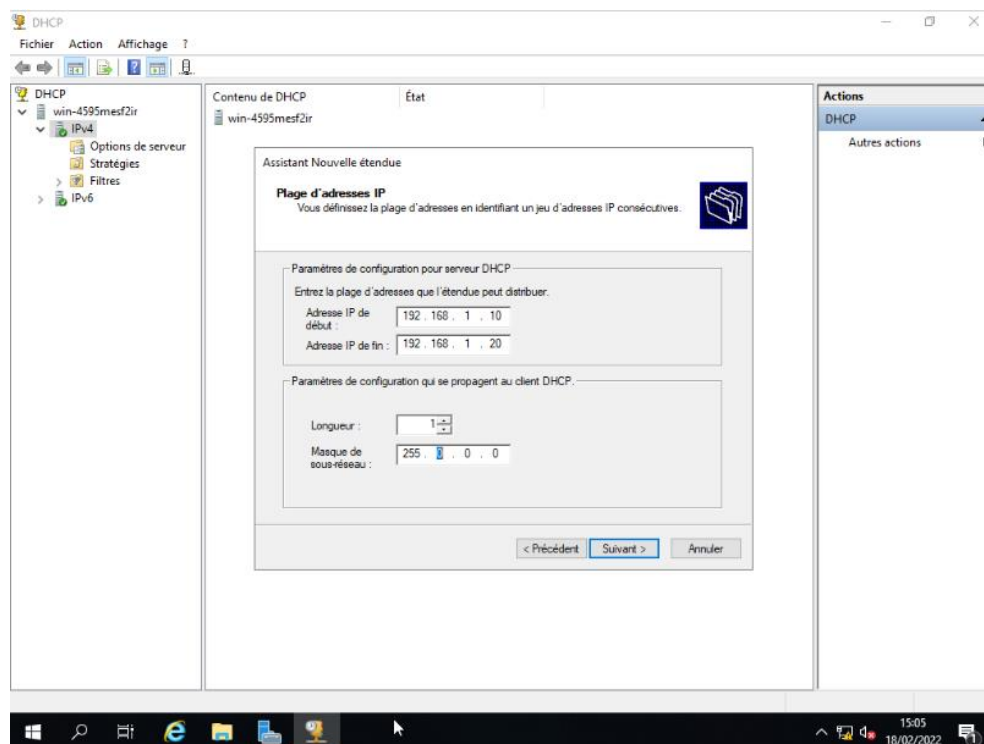 DHCP
Fichier Action Affichage ?
DHCP
win-4595mesf2ir
IPv4
Options de serveur
Stratégies
Filtres
IPv6
Contenu de DHCP État
win-4595mesf2ir
Assistant Nouvelle étendue
Plage d'adresses IP
Vous définissez la plage d'adresses en identifiant un jeu d'adresses IP consécutives.
Paramètres de configuration pour serveur DHCP
Entrez la plage d'adresses que l'étendue peut distribuer.
Adresse IP de
début :
192 . 168 . 1 . 10
Adresse IP de fin : 192 . 168 . 1 . 20
Paramètres de configuration qui se propagent au client DHCP.
Longueur : 1
Masque de
sous-réseau :
255 . 0 . 0 . 0
< Précédent Suivant > Annuler
Actions
DHCP
Autres actions
15:05
18/02/2022
1